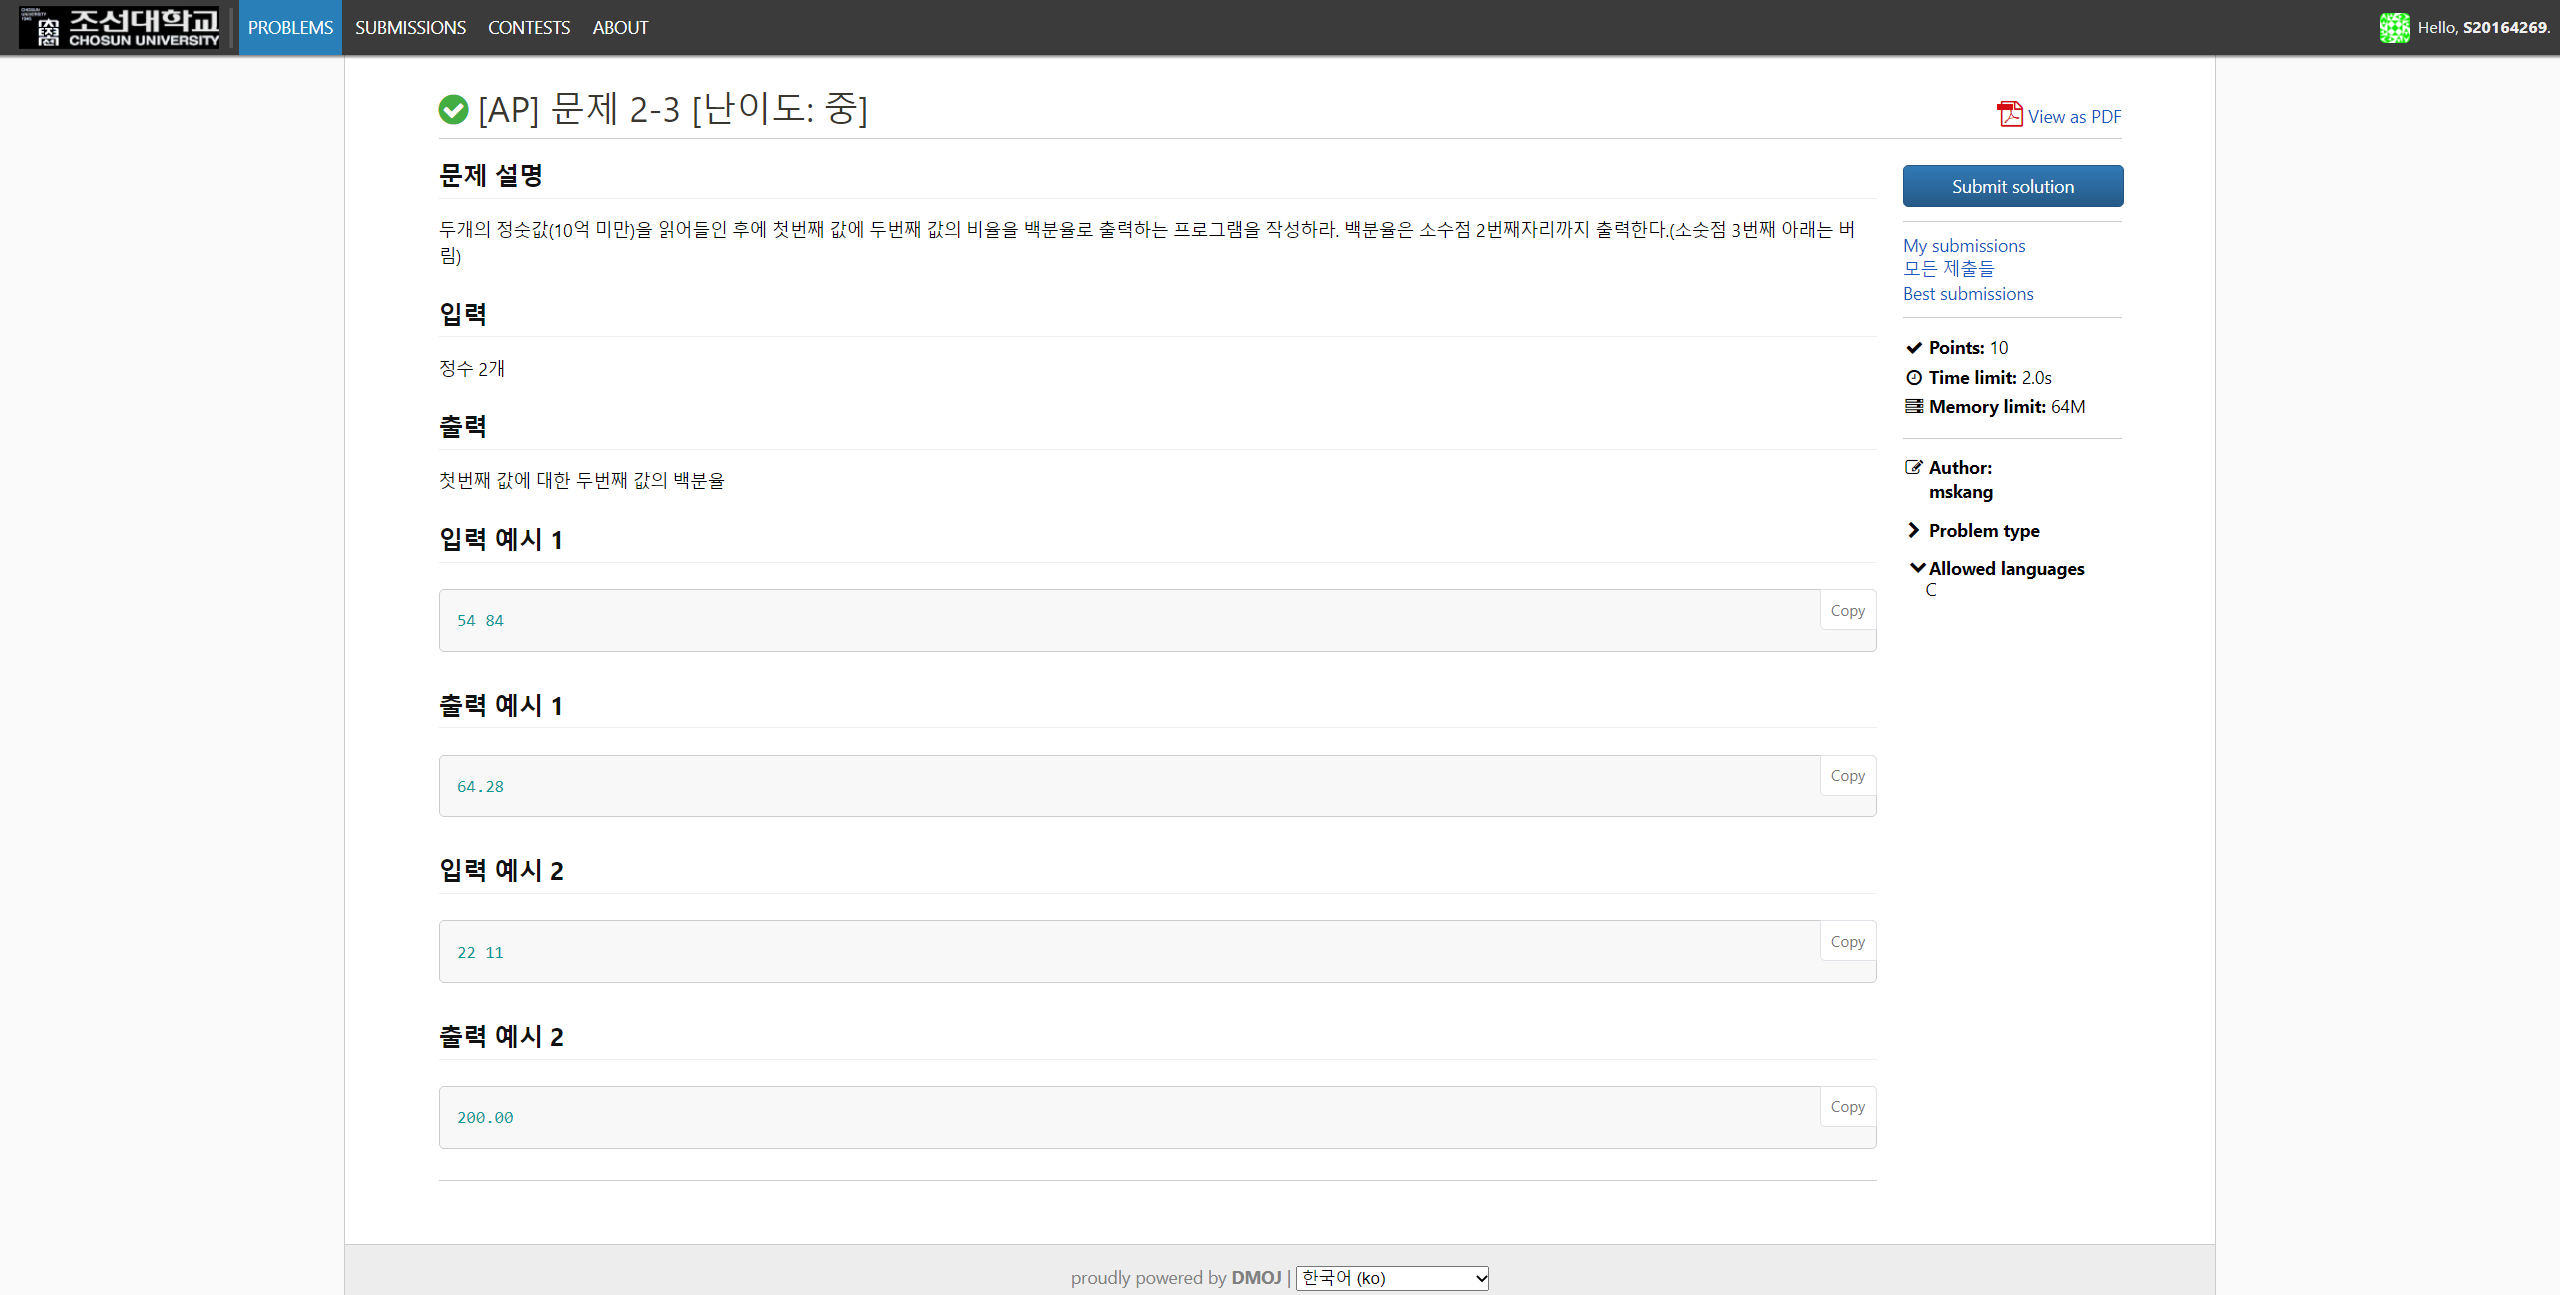 조선대학교
CHOSUN UNIVERSITY
PROBLEMS SUBMISSIONS CONTESTS ABOUT
Hello, S20164269.
[AP] 문제 2-3 [난이도: 중]
View as PDF
문제 설명
두개의 정숫값(10억 미만)을 읽어들인 후에 첫번째 값에 두번째 값의 비율을 백분율로 출력하는 프로그램을 작성하라. 백분율은 소수점 2번째자리까지 출력한다.(소숫점 3번째 아래는 버
림)
입력
정수 2개
출력
첫번째 값에 대한 두번째 값의 백분율
입력 예시 1
54 84
Copy
출력 예시 1
64.28
Copy
입력 예시 2
22 11
Copy
출력 예시 2
200.00
Copy
Submit solution
My submissions
모든 제출들
Best submissions
Points: 10
Time limit: 2.0s
Memory limit: 64M
Author:
mskang
Problem type
Allowed languages
C
proudly powered by DMOJ | 한국어 (ko)